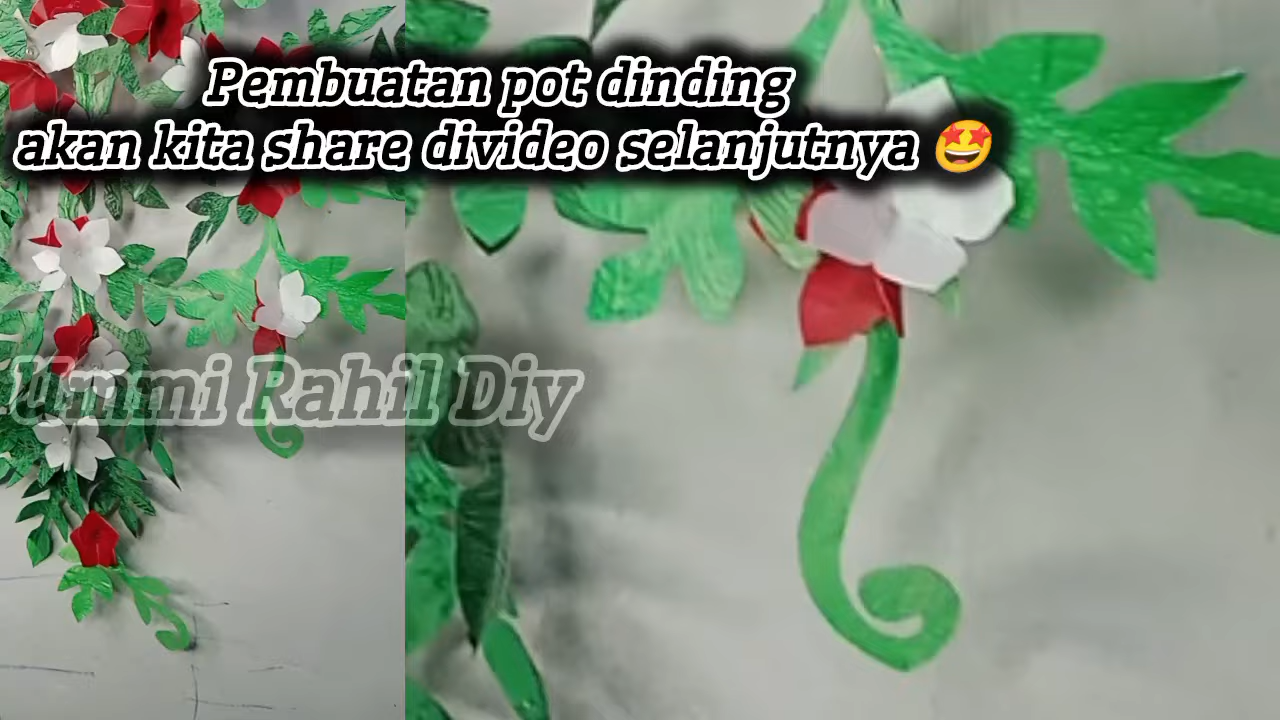 Pembuatan pot dinding
akan kita share divideo selanjutnya 🤩
Ummi Rahil Diy